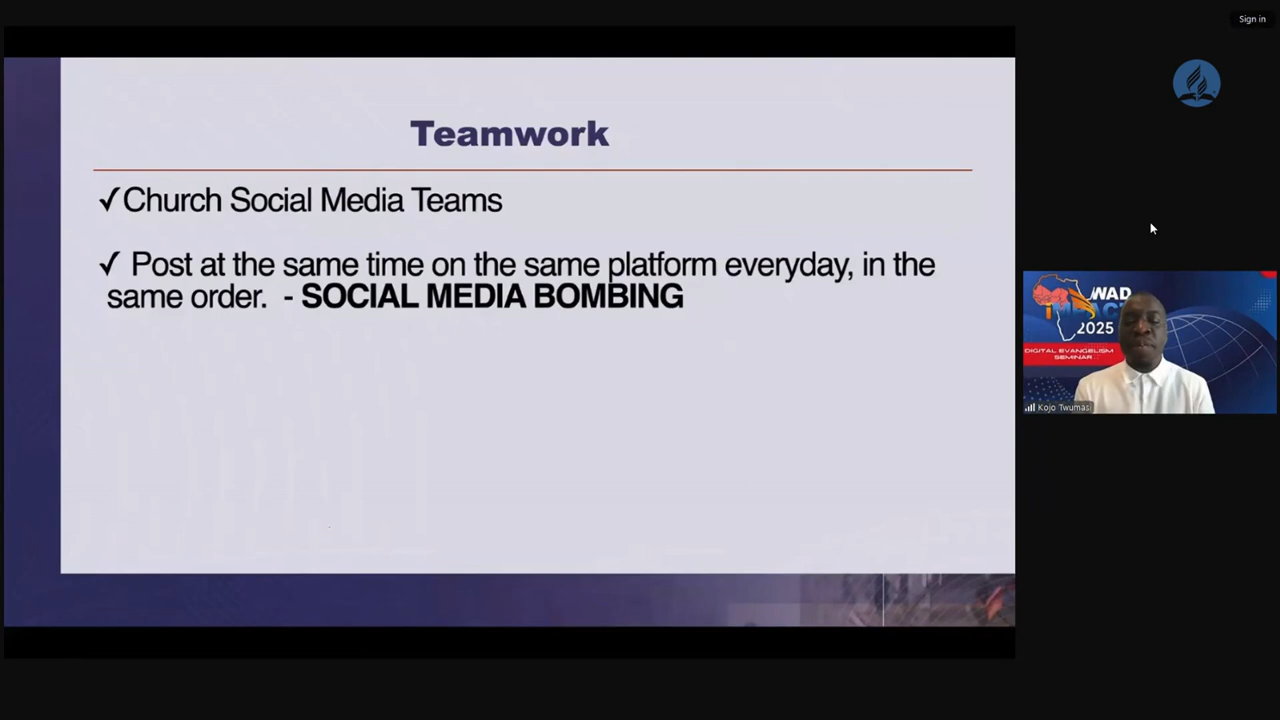 Sign in
Teamwork
✓Church Social Media Teams
✓ Post at the same time on the same platform everyday, in the
same order. - SOCIAL MEDIA BOMBING
WAD
2025
DIGITAL EVANGELISM
SEMINAR
Kojo Twumasi